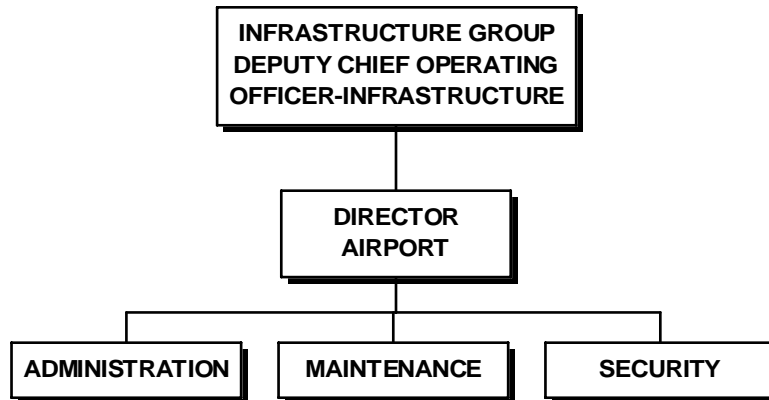 INFRASTRUCTURE GROUP
DEPUTY CHIEF OPERATING
OFFICER-INFRASTRUCTURE
DIRECTOR
AIRPORT
ADMINISTRATION
MAINTENANCE
SECURITY